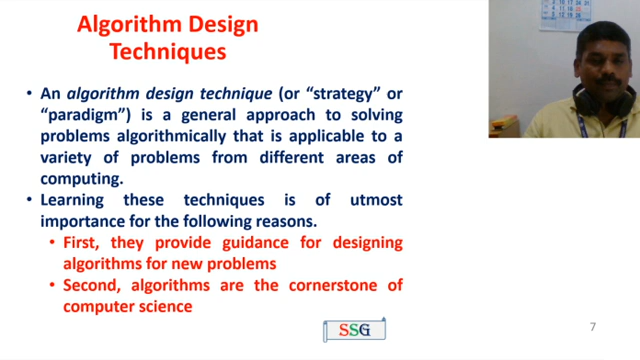 Algorithm Design
Techniques
• An algorithm design technique (or “strategy” or
“paradigm”) is a general approach to solving
problems algorithmically that is applicable to a
variety of problems from different areas of
computing.
• Learning these techniques is of utmost
importance for the following reasons.
• First, they provide guidance for designing
algorithms for new problems
• Second, algorithms are the cornerstone of
computer science
SSG
7